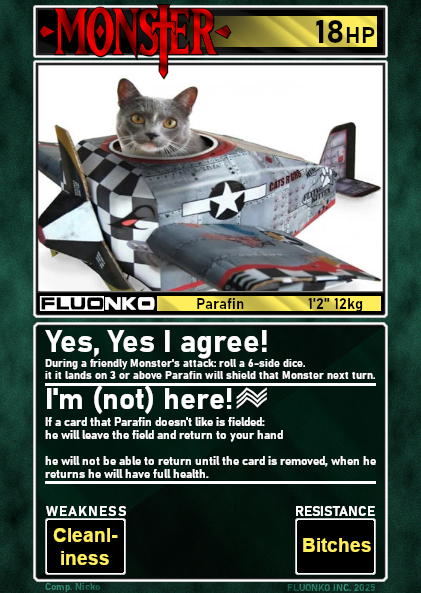 MONSTER
18HP
CATS R US
FLUONKO
Parafin
1'2" 12kg
Yes, Yes I agree!
During a friendly Monster's attack: roll a 6-side dice.
it it lands on 3 or above Parafin will shield that Monster next turn.
I'm (not) here!
If a card that Parafin doesn't like is fielded:
he will leave the field and return to your hand
he will not be able to return until the card is removed, when he
returns he will have full health.
WEAKNESS
RESISTANCE
Cleanl-
iness
Bitches
Comp. Nicko
FLUONKO INC. 2025